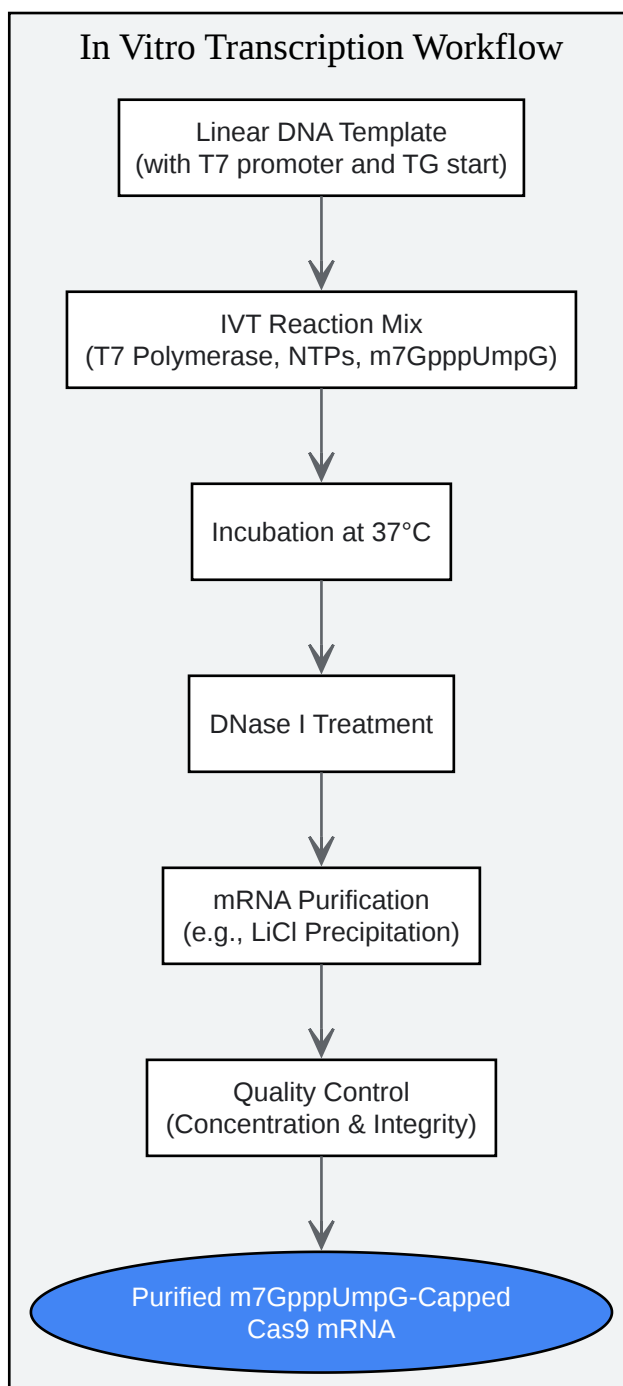 In Vitro Transcription Workflow
Linear DNA Template
(with T7 promoter and TG start)
IVT Reaction Mix
(T7 Polymerase, NTPs, m7GpppUmpG)
Incubation at 37°C
DNase I Treatment
mRNA Purification
(e.g., LiCl Precipitation)
Quality Control
(Concentration & Integrity)
Purified m7GpppUmpG-Capped
Cas9 mRNA